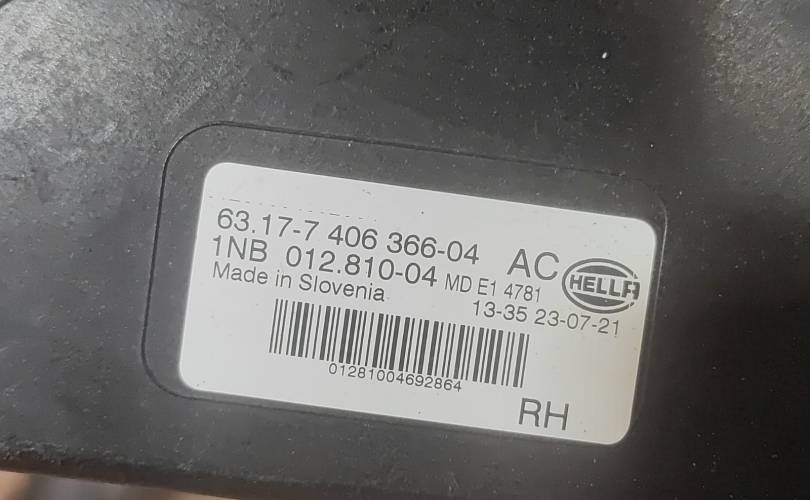 63.17-7 406 366-04 AC
1NB 012.810-04 MD E1 4781 HELLA
Made in Slovenia 13-35 23-07-21
01281004692864
RH